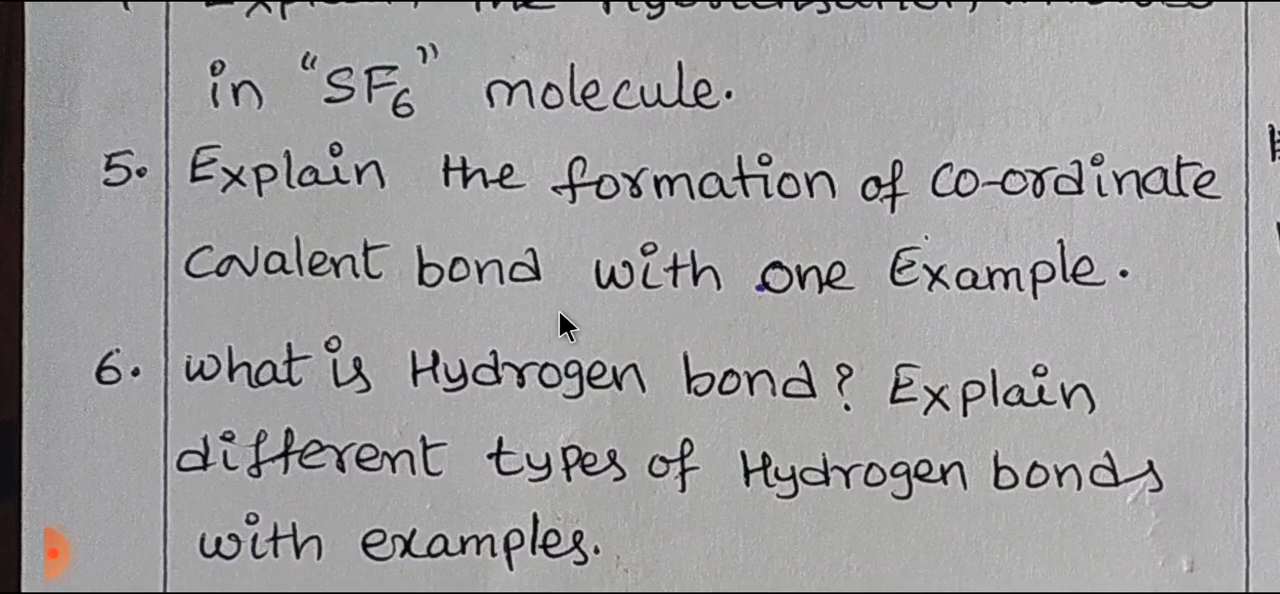 in "SF6" molecule.
5. Explain the formation of co-ordinate
covalent bond with one Example.
6. what is Hydrogen bond? Explain
different types of Hydrogen bonds
with examples.